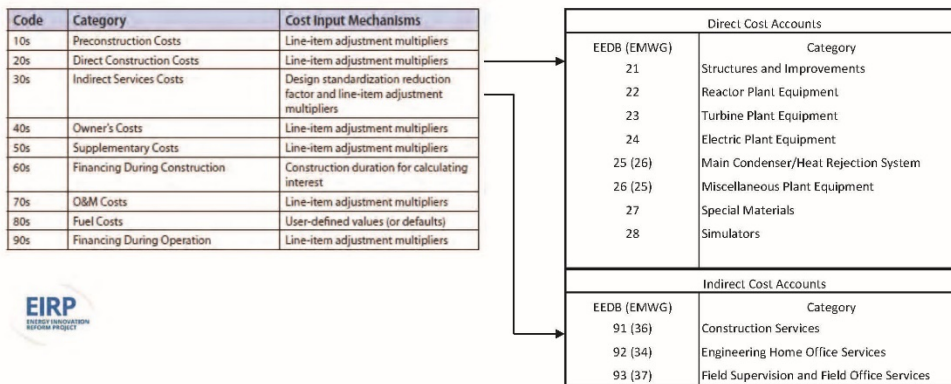 Code Category Cost Input Mechanisms
10s Preconstruction Costs Line-item adjustment multipliers
20s Direct Construction Costs Line-item adjustment multipliers
30s Indirect Services Costs Design standardization reduction
factor and line-item adjustment
multipliers
40s Owner's Costs Line-item adjustment multipliers
50s Supplementary Costs Line-item adjustment multipliers
60s Financing During Construction Construction duration for calculating
interest
70s O&M Costs Line-item adjustment multipliers
80s Fuel Costs User-defined values (or defaults)
90s Financing During Operation Line-item adjustment multipliers
EIRP
ENERGY INNOVATION
REFORM PROJECT
Direct Cost Accounts
EEDB (EMWG) Category
21 Structures and Improvements
22 Reactor Plant Equipment
23 Turbine Plant Equipment
24 Electric Plant Equipment
25 (26) Main Condenser/Heat Rejection System
26 (25) Miscellaneous Plant Equipment
27 Special Materials
28 Simulators
Indirect Cost Accounts
EEDB (EMWG) Category
91 (36) Construction Services
92 (34) Engineering Home Office Services
93 (37) Field Supervision and Field Office Services